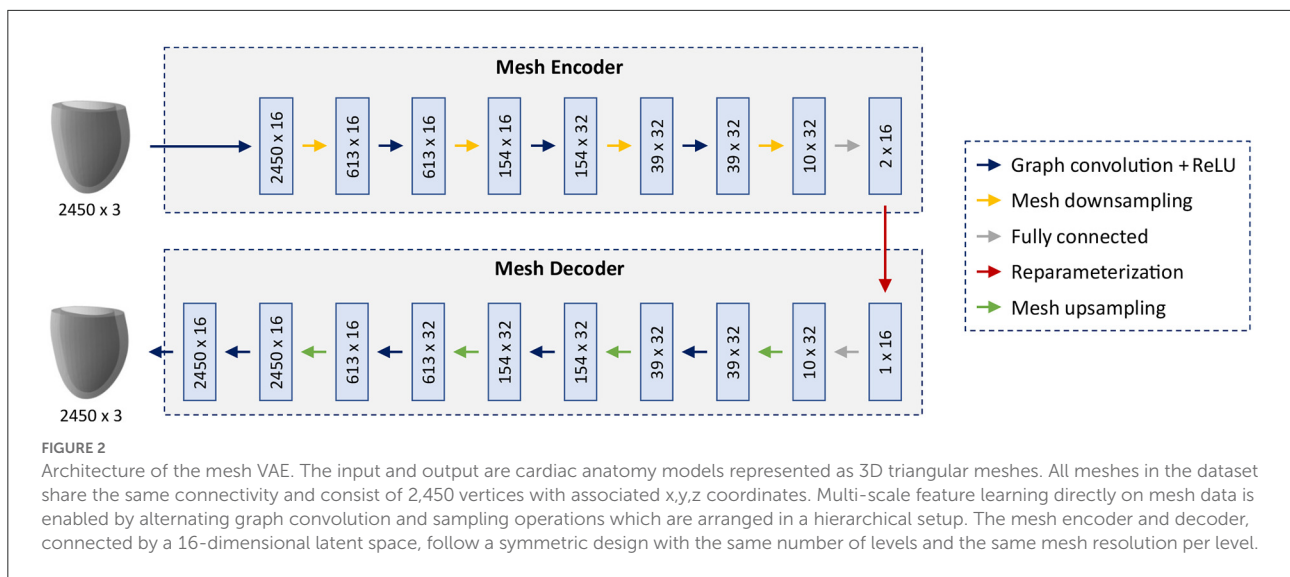 Mesh Encoder
2450 x 3
2450 x 16
613 x 16
613 x 16
154 x 16
154 x 32
39 x 32
39 x 32
10 x 32
2 x 16
Mesh Decoder
2450 x 3
2450 x 16
2450 x 16
613 x 16
613 x 32
154 x 32
154 x 32
39 x 32
39 x 32
10 x 32
1 x 16
Graph convolution + ReLU
Mesh downsampling
Fully connected
Reparameterization
Mesh upsampling
FIGURE 2
Architecture of the mesh VAE. The input and output are cardiac anatomy models represented as 3D triangular meshes. All meshes in the dataset
share the same connectivity and consist of 2,450 vertices with associated x,y,z coordinates. Multi-scale feature learning directly on mesh data is
enabled by alternating graph convolution and sampling operations which are arranged in a hierarchical setup. The mesh encoder and decoder,
connected by a 16-dimensional latent space, follow a symmetric design with the same number of levels and the same mesh resolution per level.